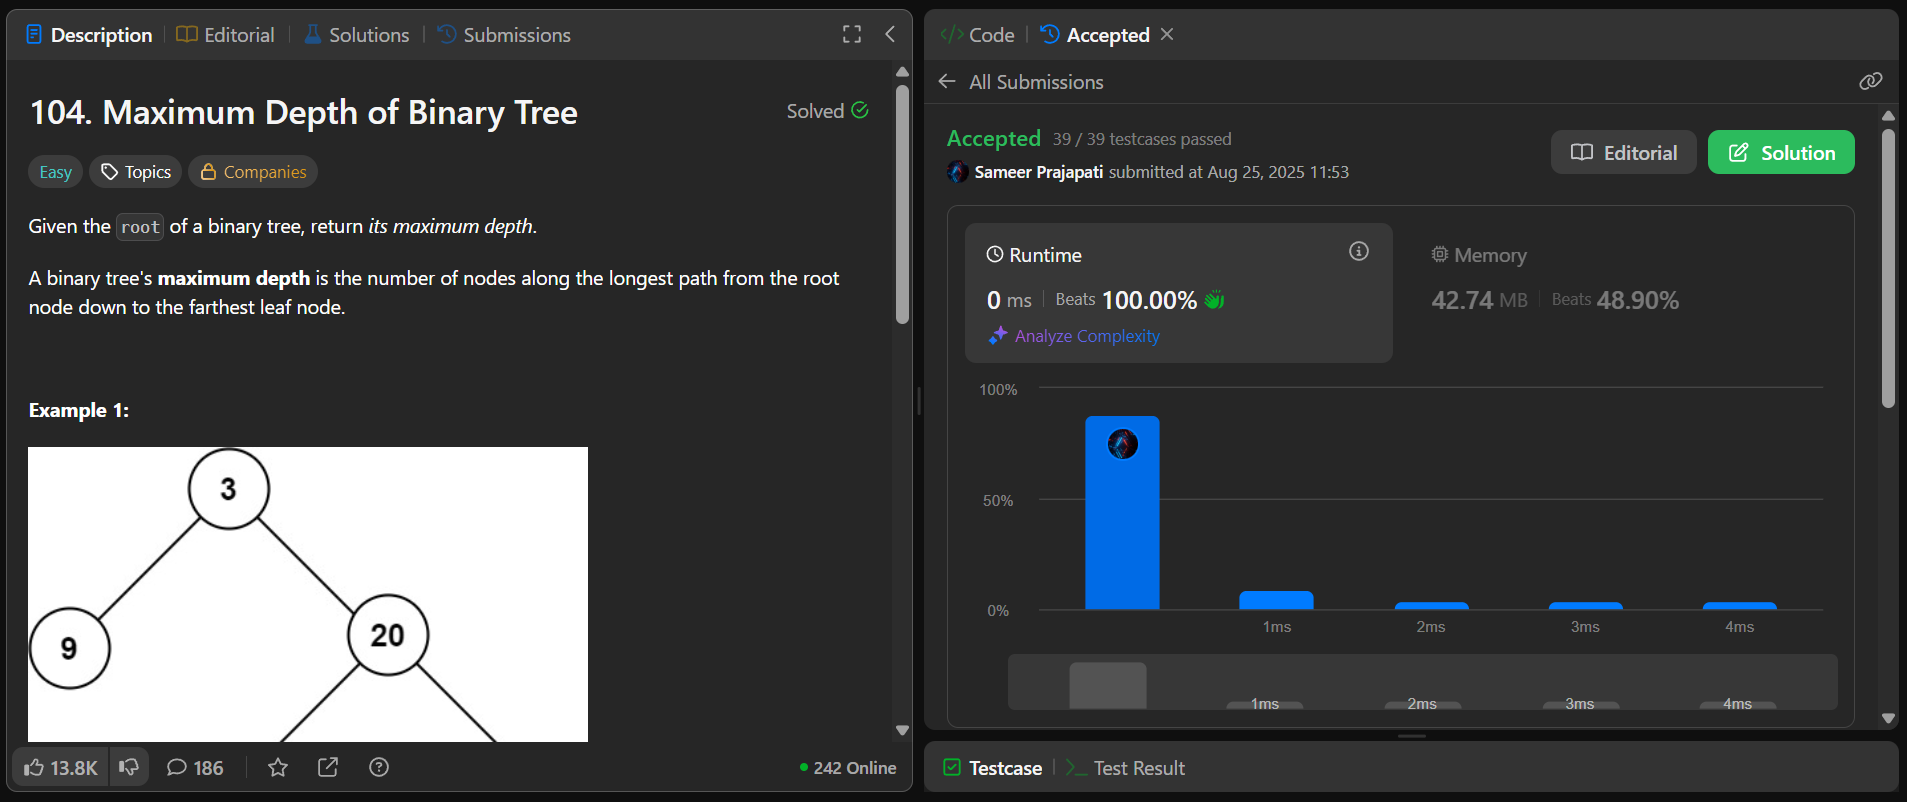 Description
Editorial
Solutions
Submissions
104. Maximum Depth of Binary Tree
Solved
Easy
Topics
Companies
Given the root of a binary tree, return its maximum depth.
A binary tree's maximum depth is the number of nodes along the longest path from the root
node down to the farthest leaf node.
Example 1:
3
9
20
13.8K
186
242 Online
</> Code
Accepted
All Submissions
Accepted 39 / 39 testcases passed
Sameer Prajapati submitted at Aug 25, 2025 11:53
Editorial
Solution
Runtime
0 ms Beats 100.00%
Analyze Complexity
Memory
42.74 MB Beats 48.90%
100%
50%
0%
1ms 2ms 3ms 4ms
1ms 2ms 3ms 4ms
Testcase
Test Result